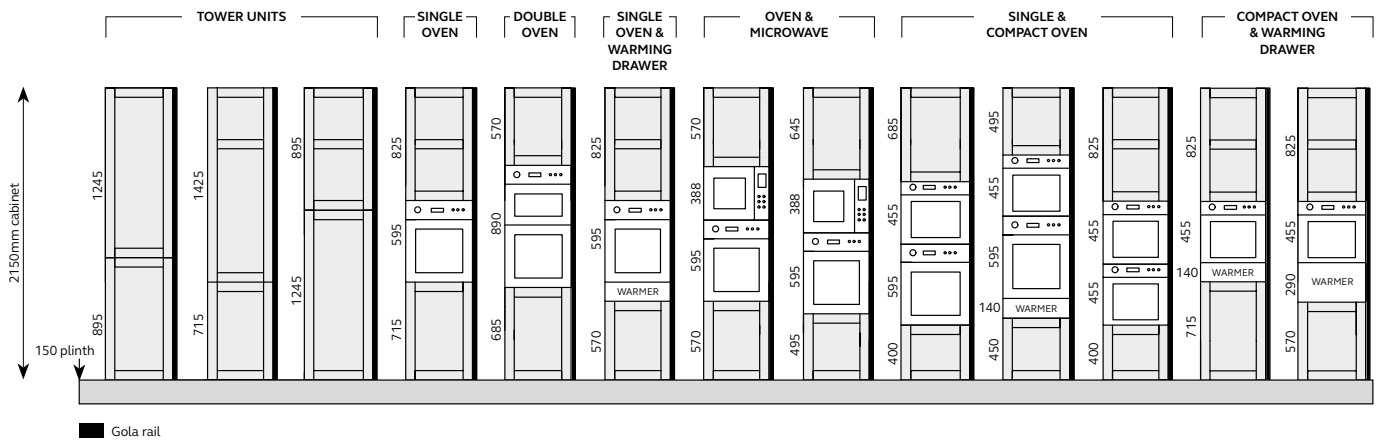 TOWER UNITS
SINGLE
OVEN
DOUBLE
OVEN
SINGLE
OVEN &
WARMING
DRAWER
OVEN &
MICROWAVE
SINGLE &
COMPACT OVEN
COMPACT OVEN
& WARMING
DRAWER
2150mm cabinet
150 plinth
1245
895
1425
715
895
1245
825
595
715
570
890
685
825
595
WARMER
570
570
388
595
570
645
388
595
495
685
455
595
400
495
455
595
140
WARMER
450
825
455
455
400
825
455
140
WARMER
715
825
455
290
WARMER
570
Gola rail